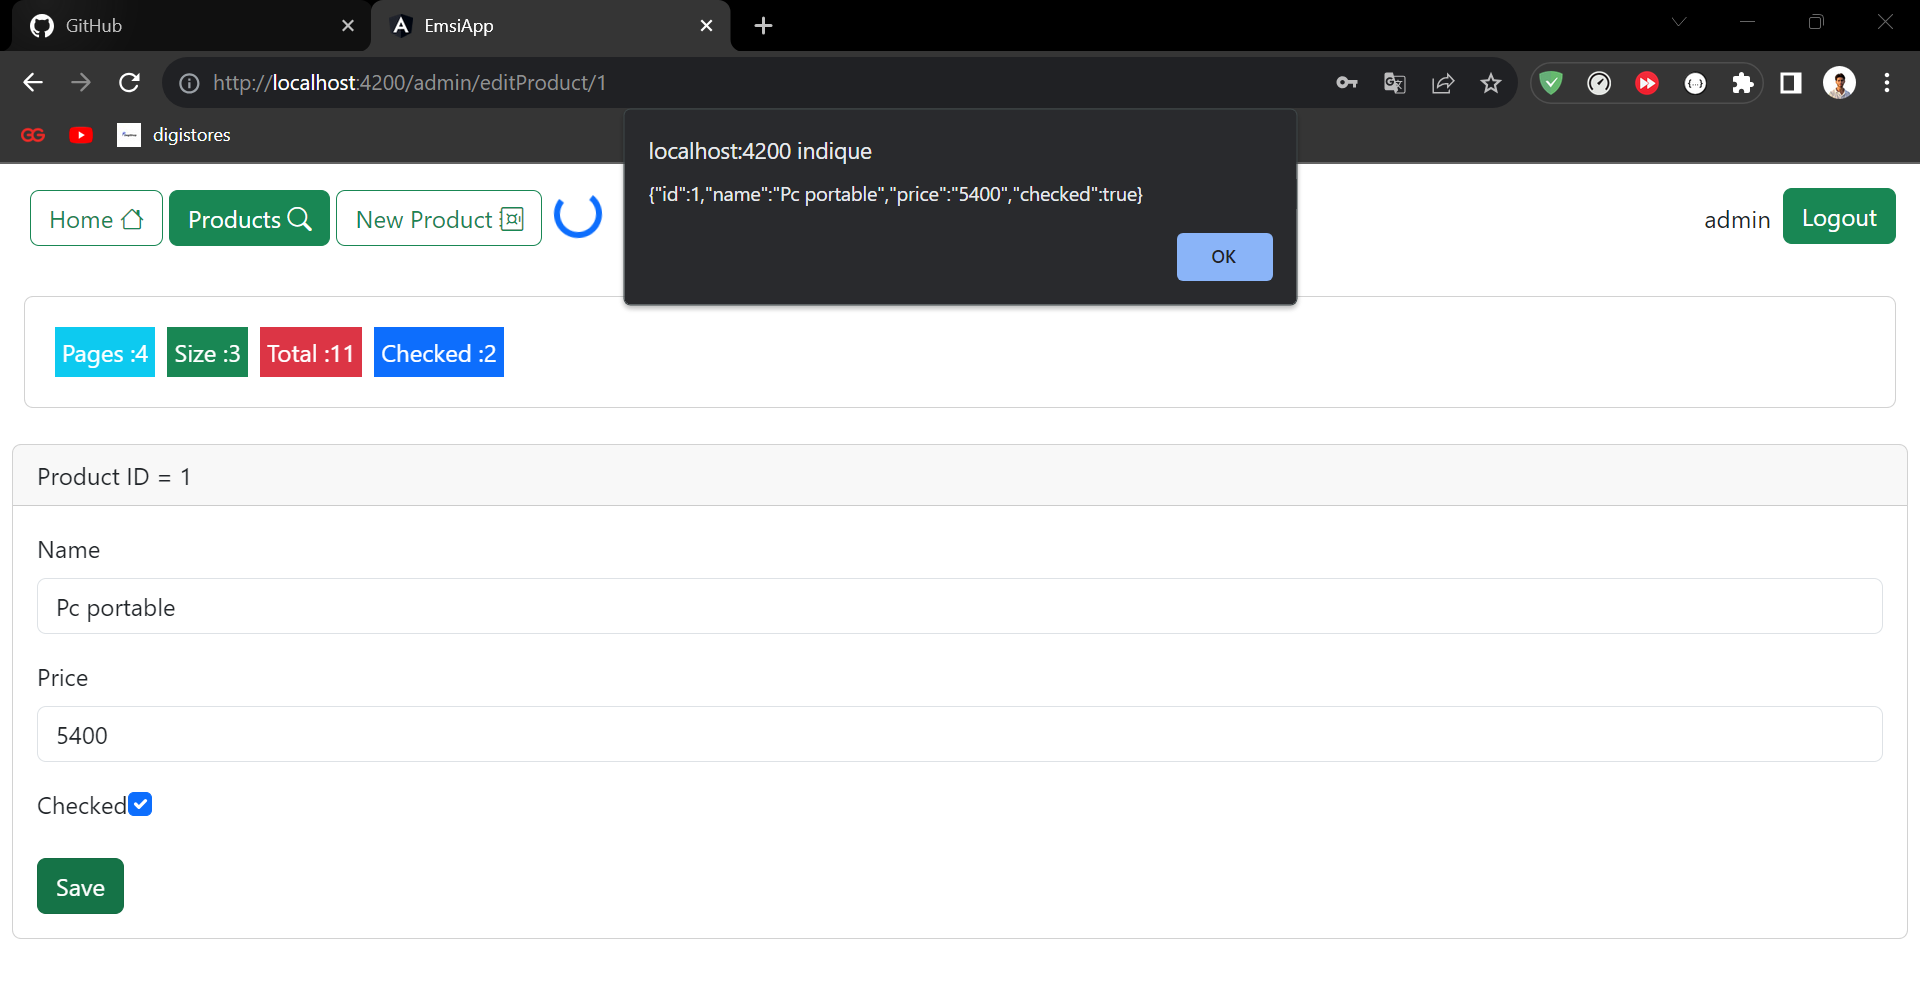 GitHub
EmsiApp
http://localhost:4200/admin/editProduct/1
digistores
localhost:4200 indique
{"id":1,"name":"Pc portable","price":"5400","checked":true}
OK
Home
Products
New Product
admin
Logout
Pages :4
Size :3
Total :11
Checked :2
Product ID = 1
Name
Pc portable
Price
5400
Checked
Save